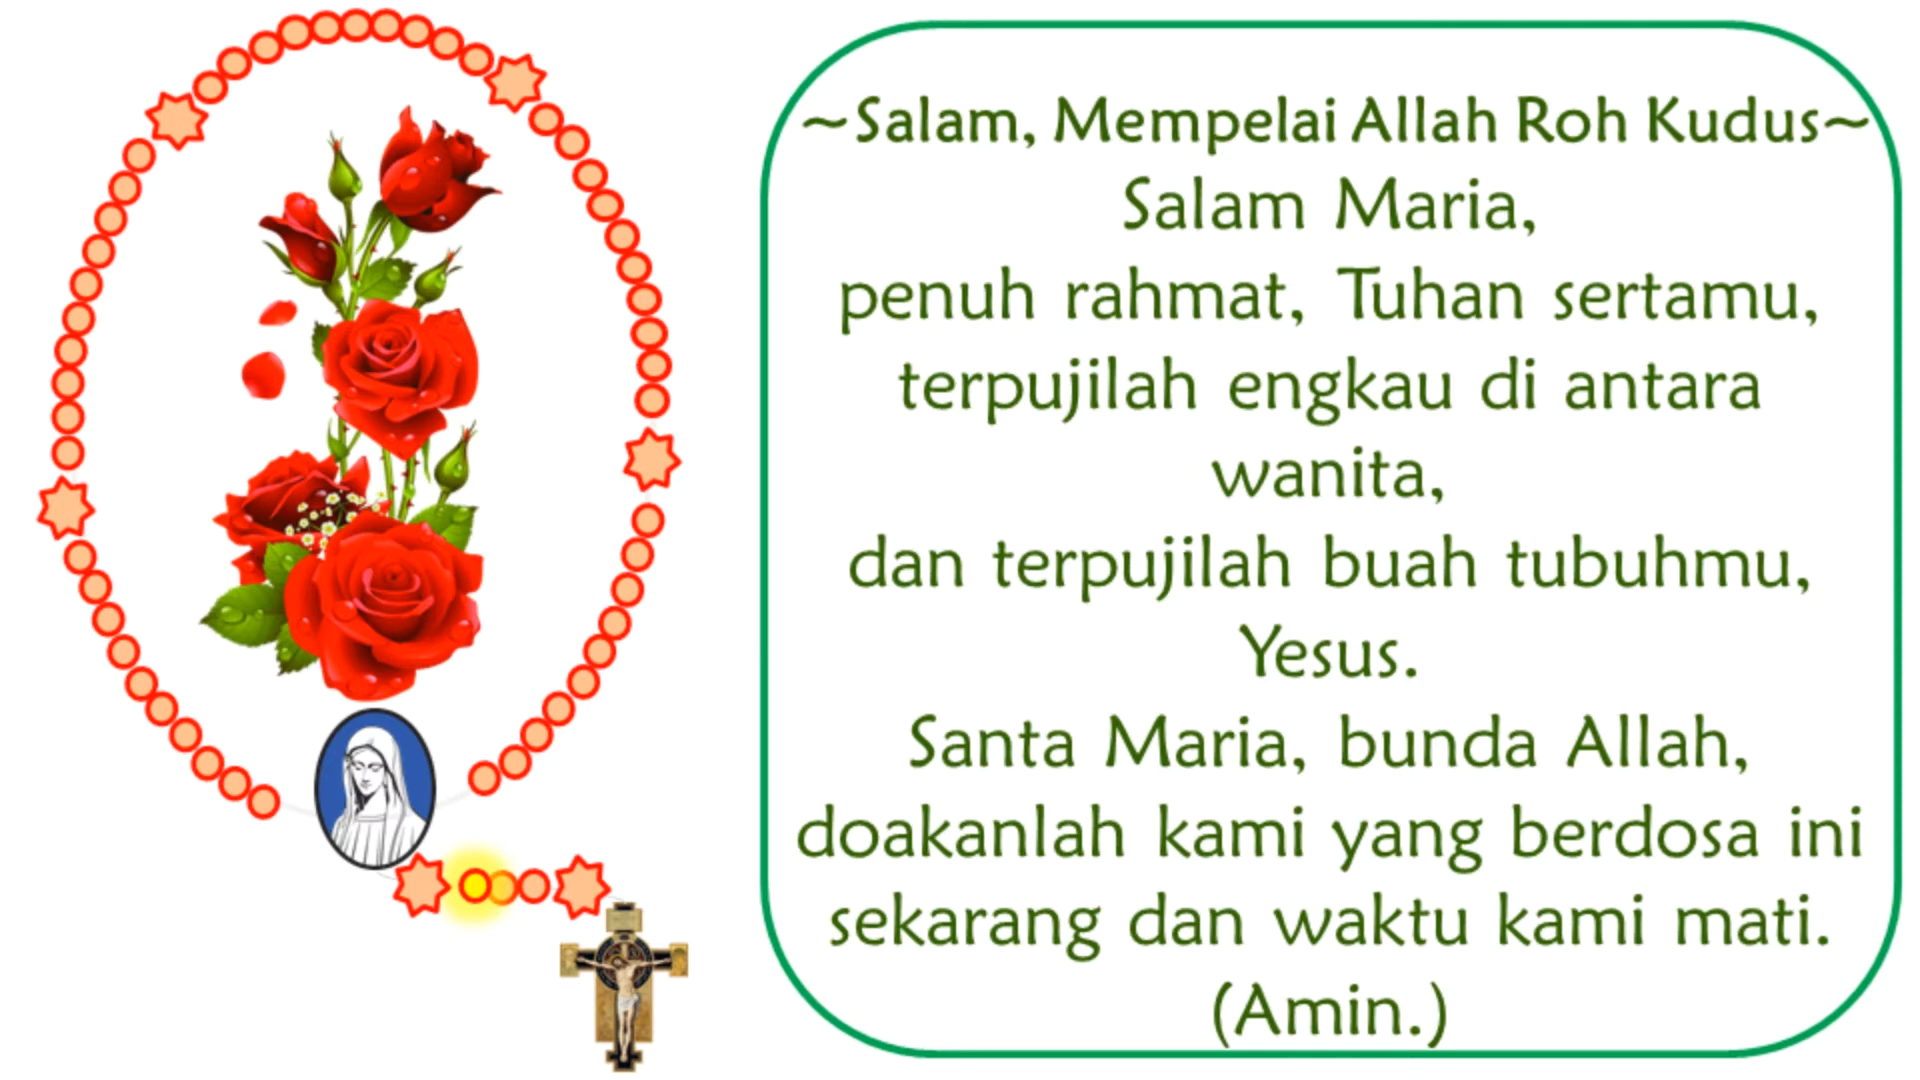 ~Salam, Mempelai Allah Roh Kudus~
Salam Maria,
penuh rahmat, Tuhan sertamu,
terpujilah engkau di antara
wanita,
dan terpujilah buah tubuhmu,
Yesus.
Santa Maria, bunda Allah,
doakanlah kami yang berdosa ini
sekarang dan waktu kami mati.
(Amin.)